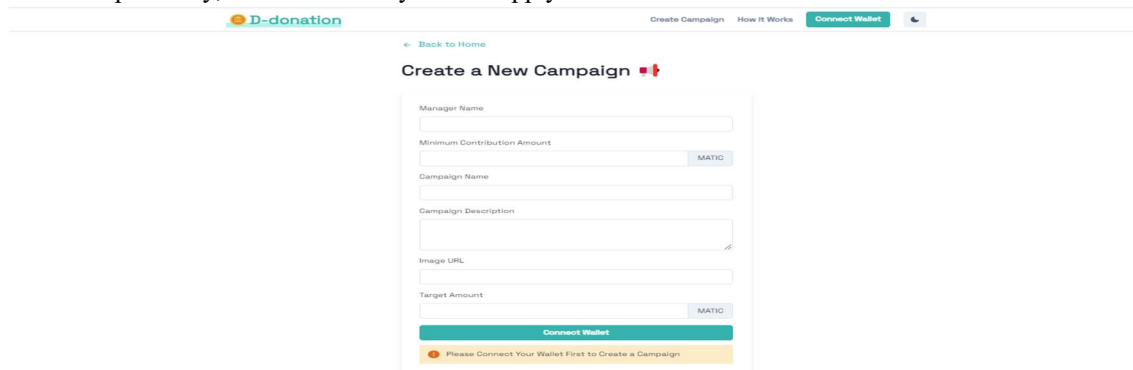 D-donation
Create Campaign How It Works Connect Wallet
← Back to Home
Create a New Campaign
Manager Name
Minimum Contribution Amount
MATIC
Campaign Name
Campaign Description
Image URL
Target Amount
MATIC
Connect Wallet
Please Connect Your Wallet First to Create a Campaign